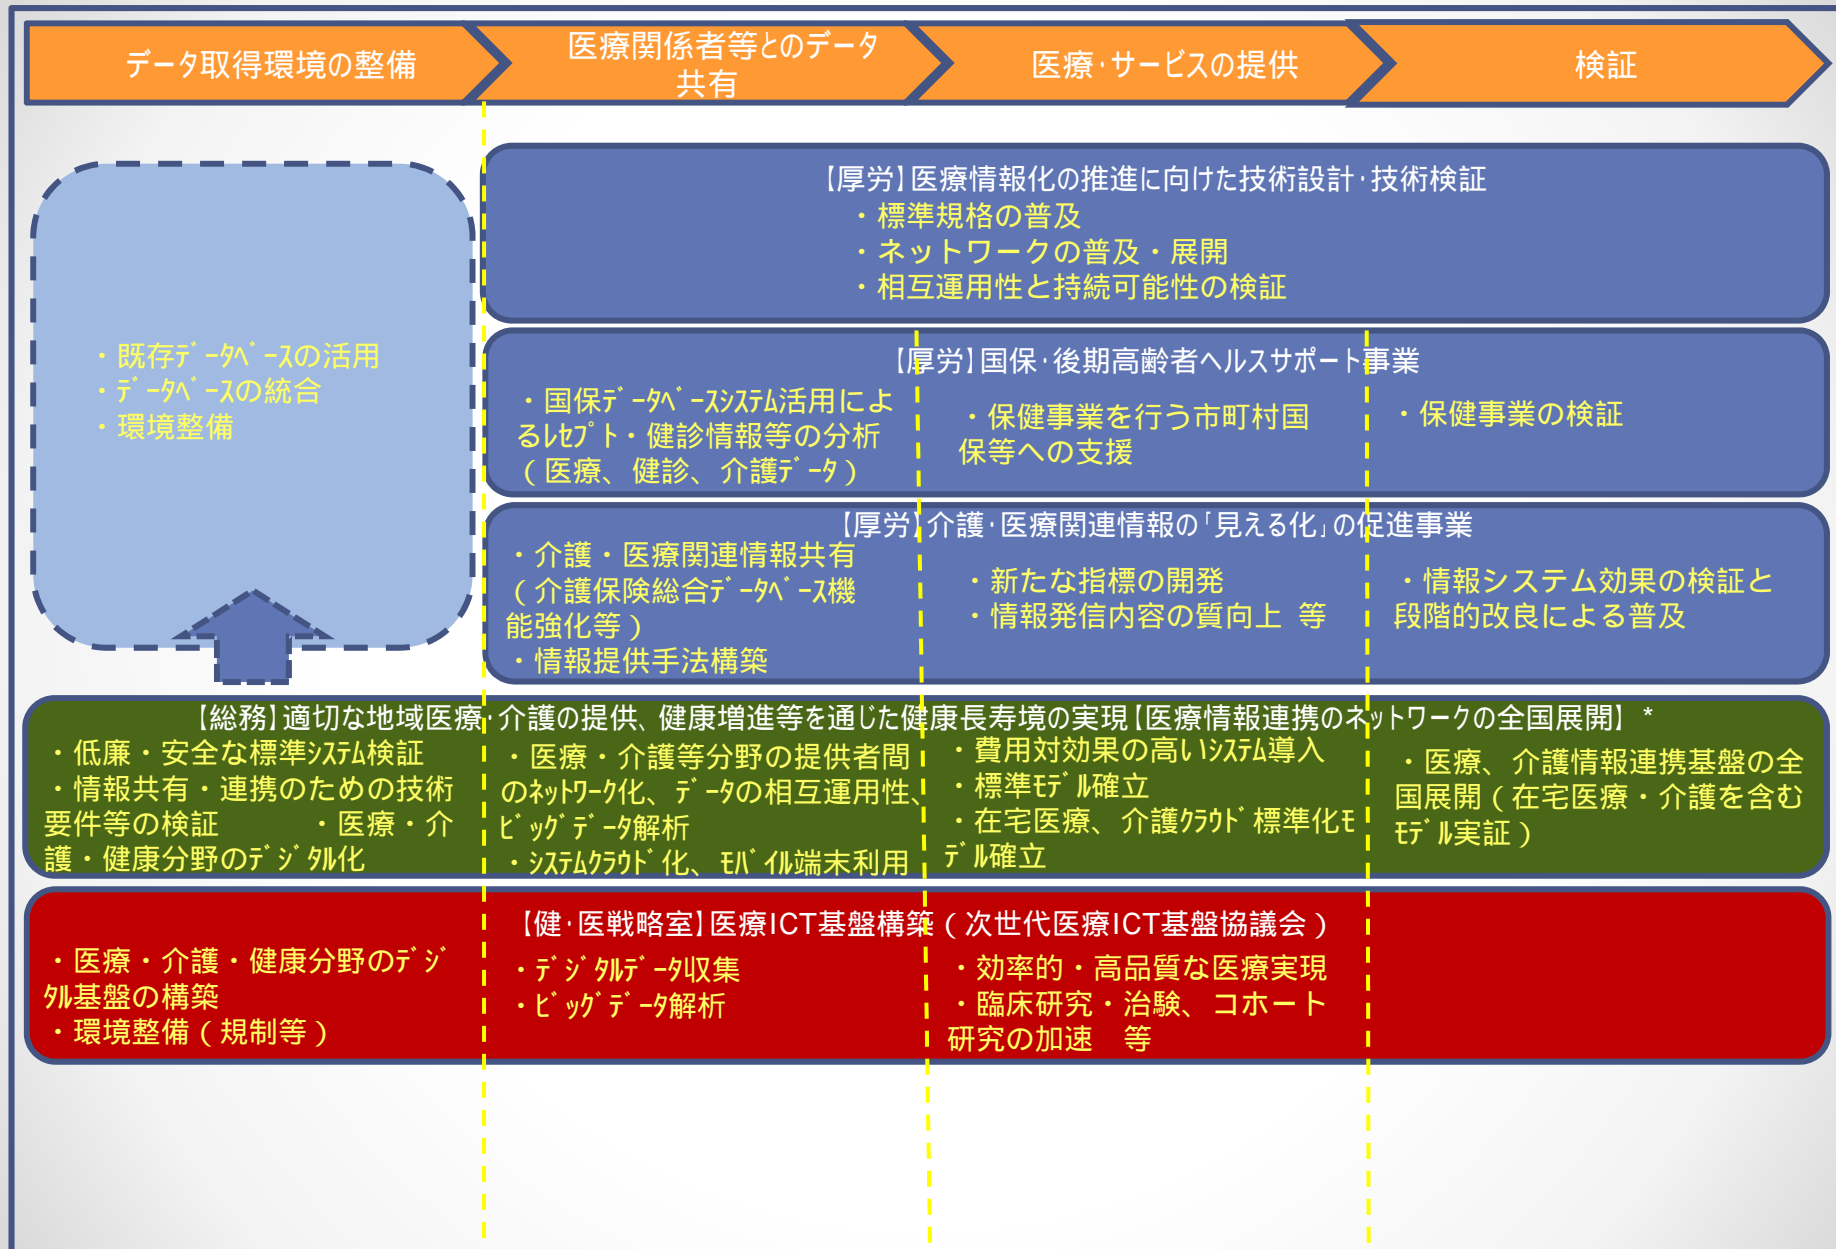 データ取得環境の整備
医療関係者等とのデータ
共有
医療・サービスの提供
検証
・既存ﾃﾞｰﾀﾍﾞｰｽの活用
・ﾃﾞｰﾀﾍﾞｰｽの統合
・環境整備
【厚労】医療情報化の推進に向けた技術設計・技術検証
・標準規格の普及
・ネットワークの普及・展開
・相互運用性と持続可能性の検証
【厚労】国保・後期高齢者ヘルスサポート事業
・国保ﾃﾞｰﾀﾍﾞｰｽｼｽﾃﾑ活用によ
るﾚｾﾌﾟﾄ・健診情報等の分析
（医療、健診、介護ﾃﾞｰﾀ）
・保健事業を行う市町村国
保等への支援
・保健事業の検証
【厚労】介護・医療関連情報の「見える化」の促進事業
・介護・医療関連情報共有
（介護保険総合ﾃﾞｰﾀﾍﾞｰｽ機
能強化等）
・情報提供手法構築
・新たな指標の開発
・情報発信内容の質向上 等
・情報システム効果の検証と
段階的改良による普及
【総務】適切な地域医療・介護の提供、健康増進等を通じた健康長寿境の実現【医療情報連携のネットワークの全国展開】 *
・低廉・安全な標準ｼｽﾃﾑ検証
・情報共有・連携のための技術
要件等の検証　　　・医療・介
護・健康分野のﾃﾞｼﾞﾀﾙ化
・医療・介護等分野の提供者間
のﾈｯﾄﾜｰｸ化、ﾃﾞｰﾀの相互運用性、
ﾋﾞｯｸﾞﾃﾞｰﾀ解析
・ｼｽﾃﾑｸﾗｳﾄﾞ化、ﾓﾊﾞｲﾙ端末利用
・費用対効果の高いｼｽﾃﾑ導入
・標準ﾓﾃﾞﾙ確立
・在宅医療、介護ｸﾗｳﾄﾞ標準化ﾓ
ﾃﾞﾙ確立
・医療、介護情報連携基盤の全
国展開（在宅医療・介護を含む
ﾓﾃﾞﾙ実証）
【健・医戦略室】医療ICT基盤構築（次世代医療ICT基盤協議会）
・医療・介護・健康分野のﾃﾞｼﾞ
ﾀﾙ基盤の構築
・環境整備（規制等）
・ﾃﾞｼﾞﾀﾙﾃﾞｰﾀ収集
・ﾋﾞｯｸﾞﾃﾞｰﾀ解析
・効率的・高品質な医療実現
・臨床研究・治験、コホート
研究の加速　等